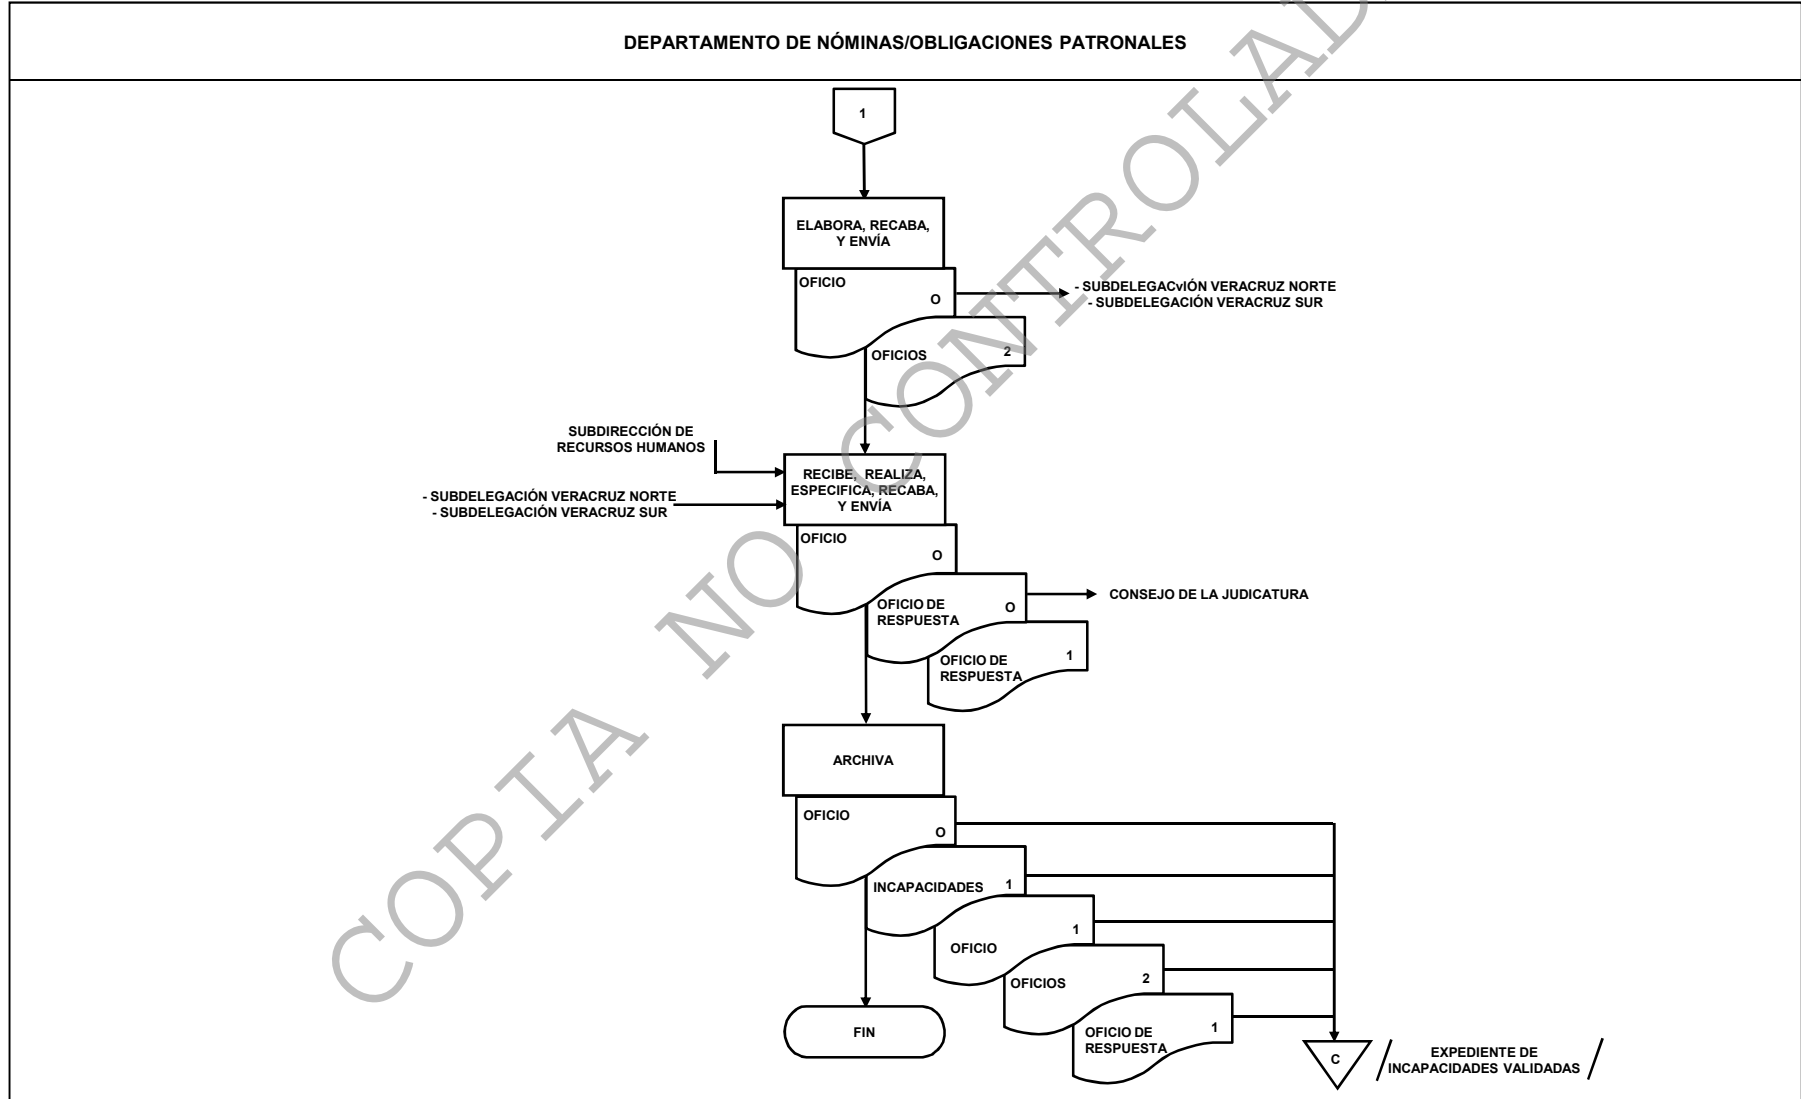 DEPARTAMENTO DE NÓMINAS/OBLIGACIONES PATRONALES
1
ELABORA, RECABA,
Y ENVÍA
OFICIO
O
- SUBDELEGACvIÓN VERACRUZ NORTE
- SUBDELEGACIÓN VERACRUZ SUR
OFICIOS
2
SUBDIRECCIÓN DE
RECURSOS HUMANOS
- SUBDELEGACIÓN VERACRUZ NORTE
- SUBDELEGACIÓN VERACRUZ SUR
RECIBE, REALIZA,
ESPECIFICA, RECABA,
Y ENVÍA
OFICIO
O
OFICIO DE
RESPUESTA
O
CONSEJO DE LA JUDICATURA
OFICIO DE
RESPUESTA
1
ARCHIVA
OFICIO
O
INCAPACIDADES
1
OFICIO
1
OFICIOS
2
OFICIO DE
RESPUESTA
1
FIN
C
EXPEDIENTE DE
INCAPACIDADES VALIDADAS
COPIA NO CONTROLAD